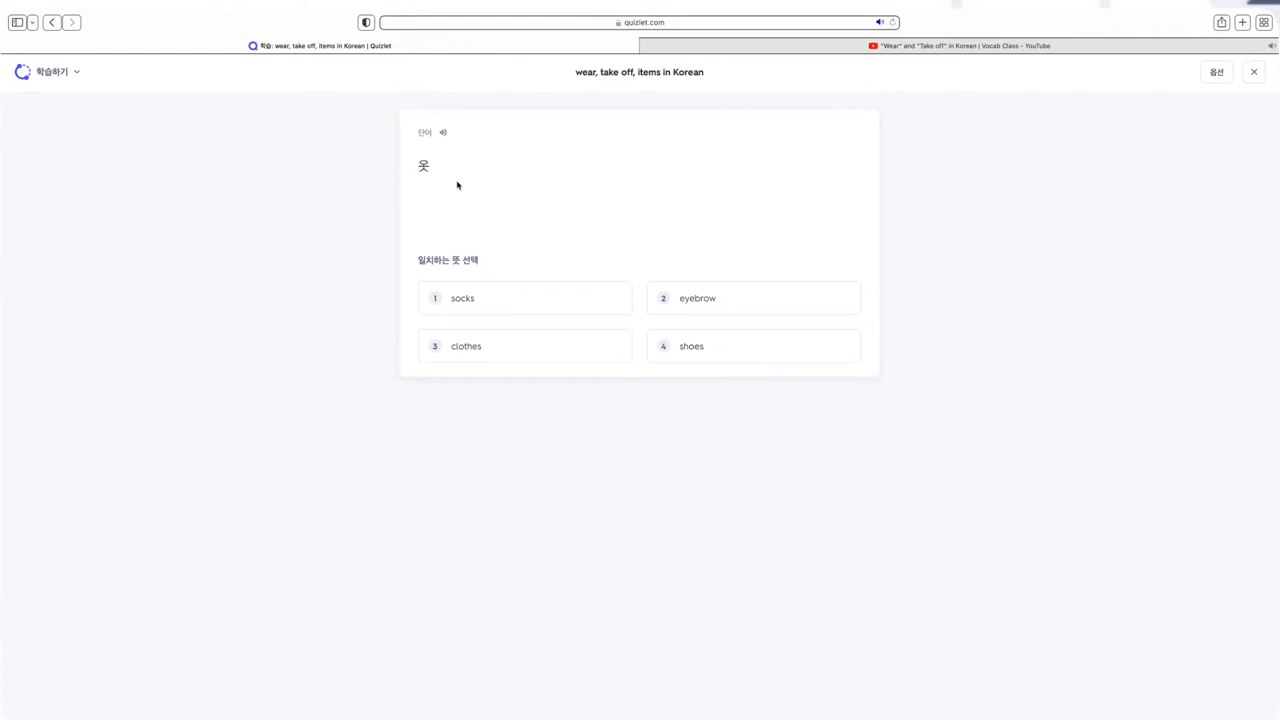 quizlet.com
학습: wear, take off, items in Korean | Quizlet
"Wear" and "Take off" in Korean | Vocab Class - YouTube
학습하기
wear, take off, items in Korean
옵션
단어
옷
일치하는 뜻 선택
1 socks
2 eyebrow
3 clothes
4 shoes